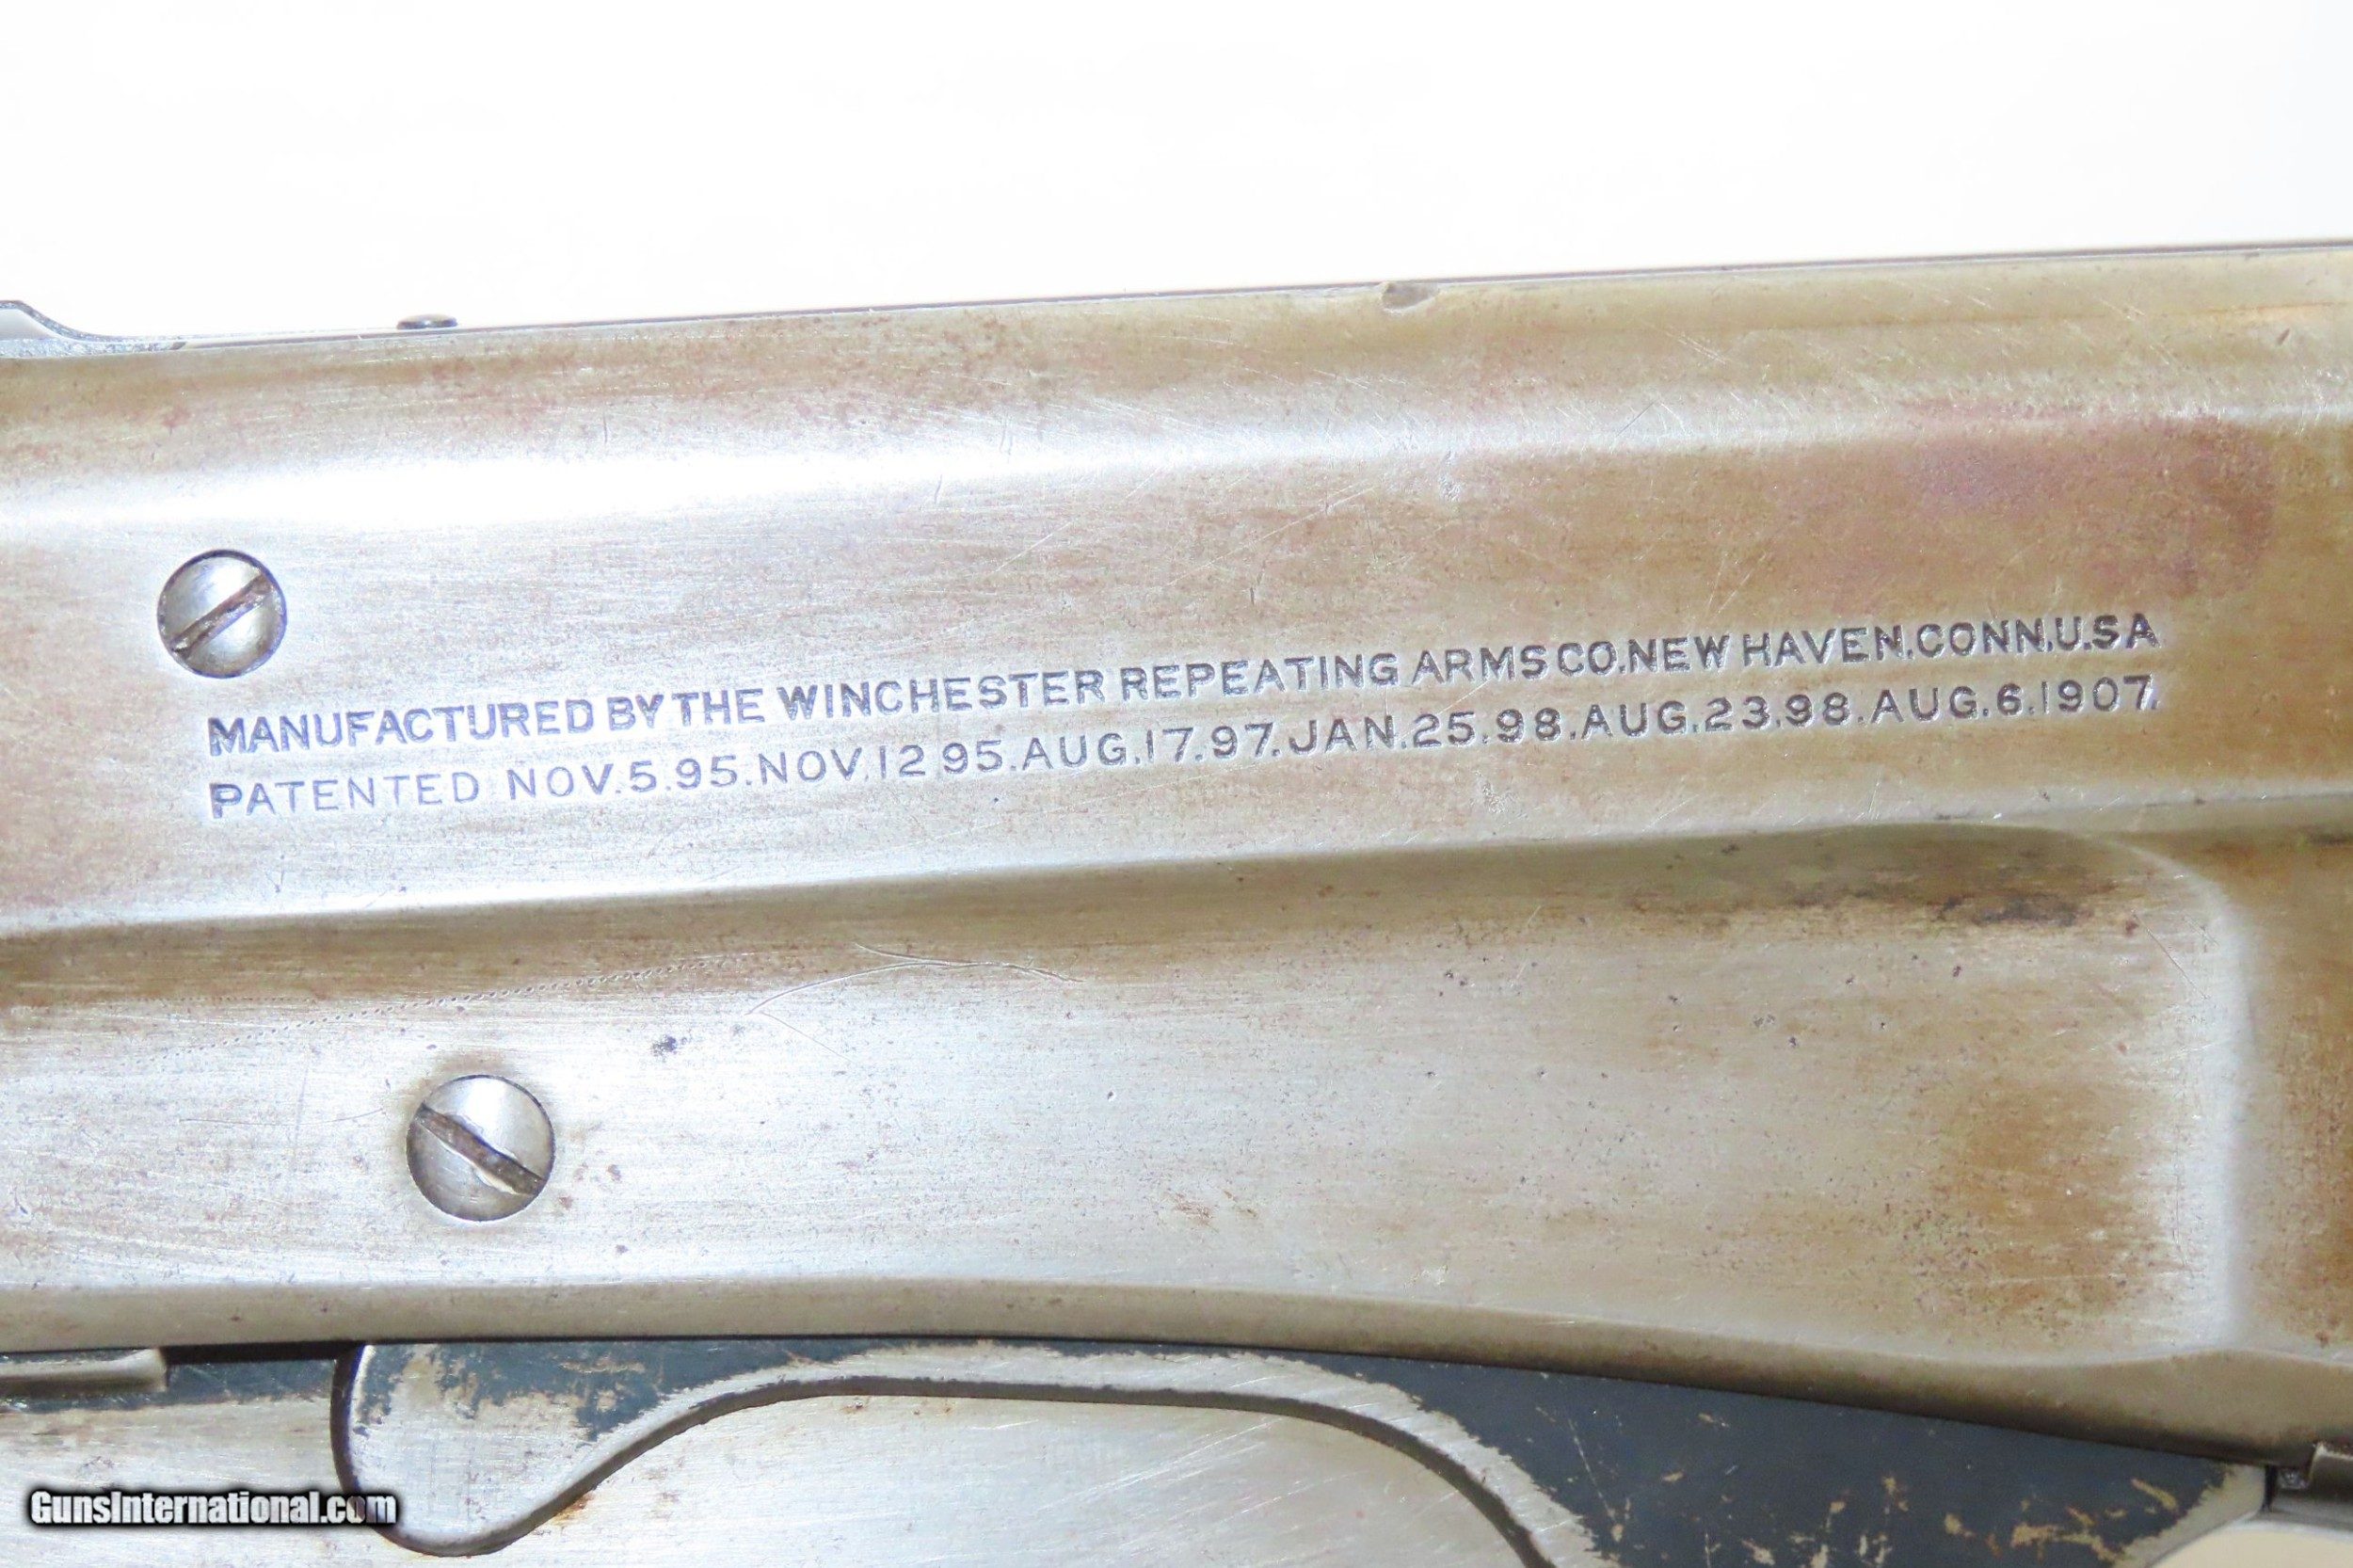 MANUFACTURED BY THE WINCHESTER REPEATING ARMS CO. NEW HAVEN. CONN. U.S.A
PATENTED NOV. 5. 95. NOV. 12 95. AUG. 17. 97. JAN. 25. 98. AUG. 23. 98. AUG. 6. 1907.
GunsInternational.com